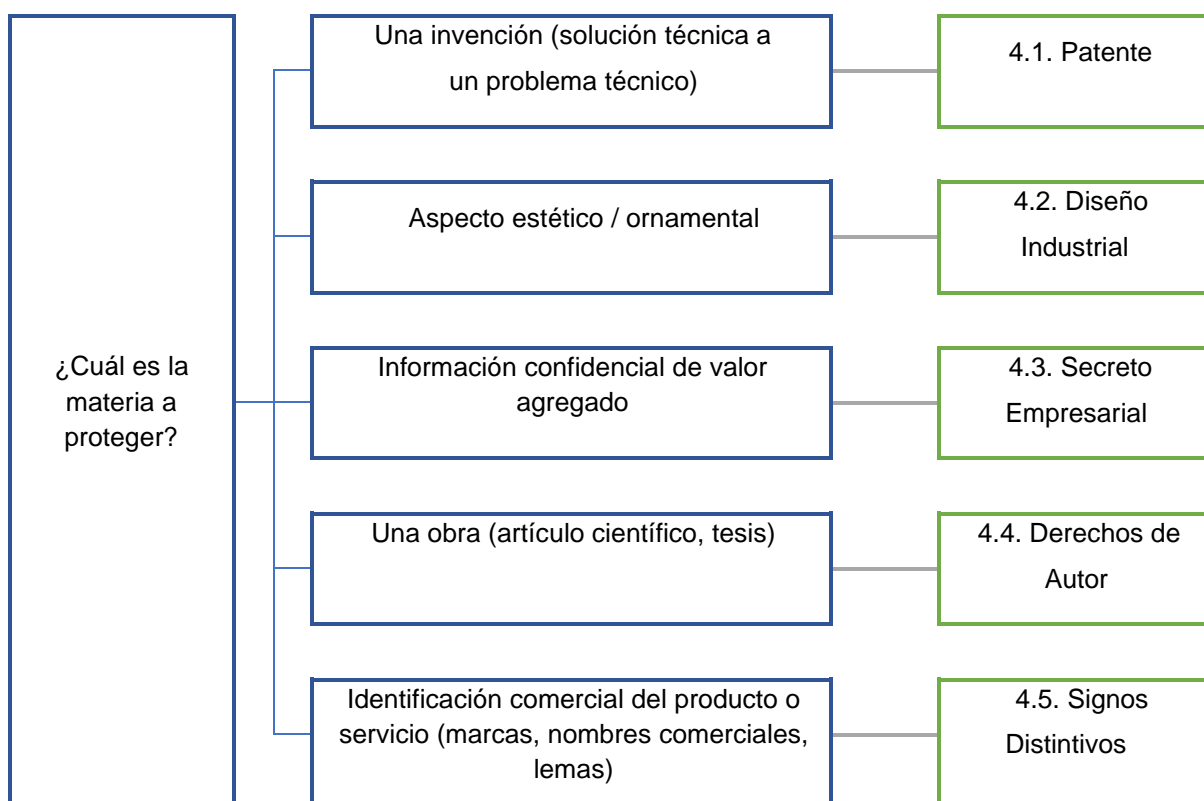 ¿Cuál es la
materia a
proteger?
Una invención (solución técnica a
un problema técnico)
4.1. Patente
Aspecto estético / ornamental
4.2. Diseño
Industrial
Información confidencial de valor
agregado
4.3. Secreto
Empresarial
Una obra (artículo científico, tesis)
4.4. Derechos de
Autor
Identificación comercial del producto o
servicio (marcas, nombres comerciales,
lemas)
4.5. Signos
Distintivos